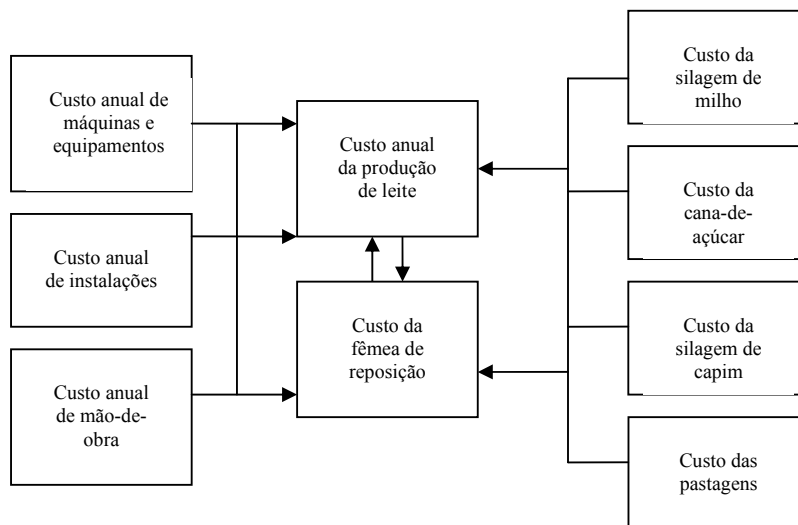 Custo anual de
máquinas e
equipamentos
Custo anual
de instalações
Custo anual
de mão-de-
obra
Custo anual
da produção
de leite
Custo da
fêmea de
reposição
Custo da
silagem de
milho
Custo da
cana-de-
açúcar
Custo da
silagem de
capim
Custo das
pastagens